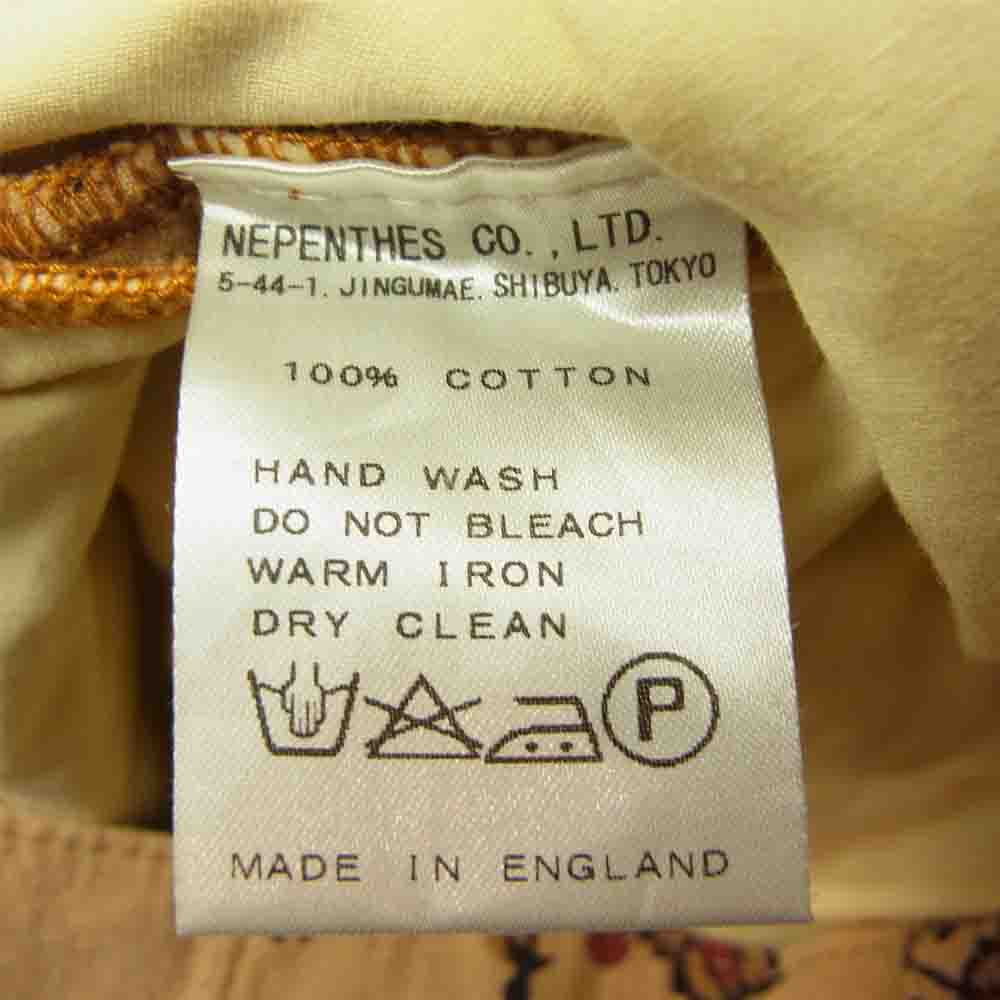 NEPENTHES CO.,LTD.
5-44-1. JINGUMAE. SHIBUYA. TOKYO
100% COTTON
HAND WASH
DO NOT BLEACH
WARM IRON
DRY CLEAN
P
MADE IN ENGLAND